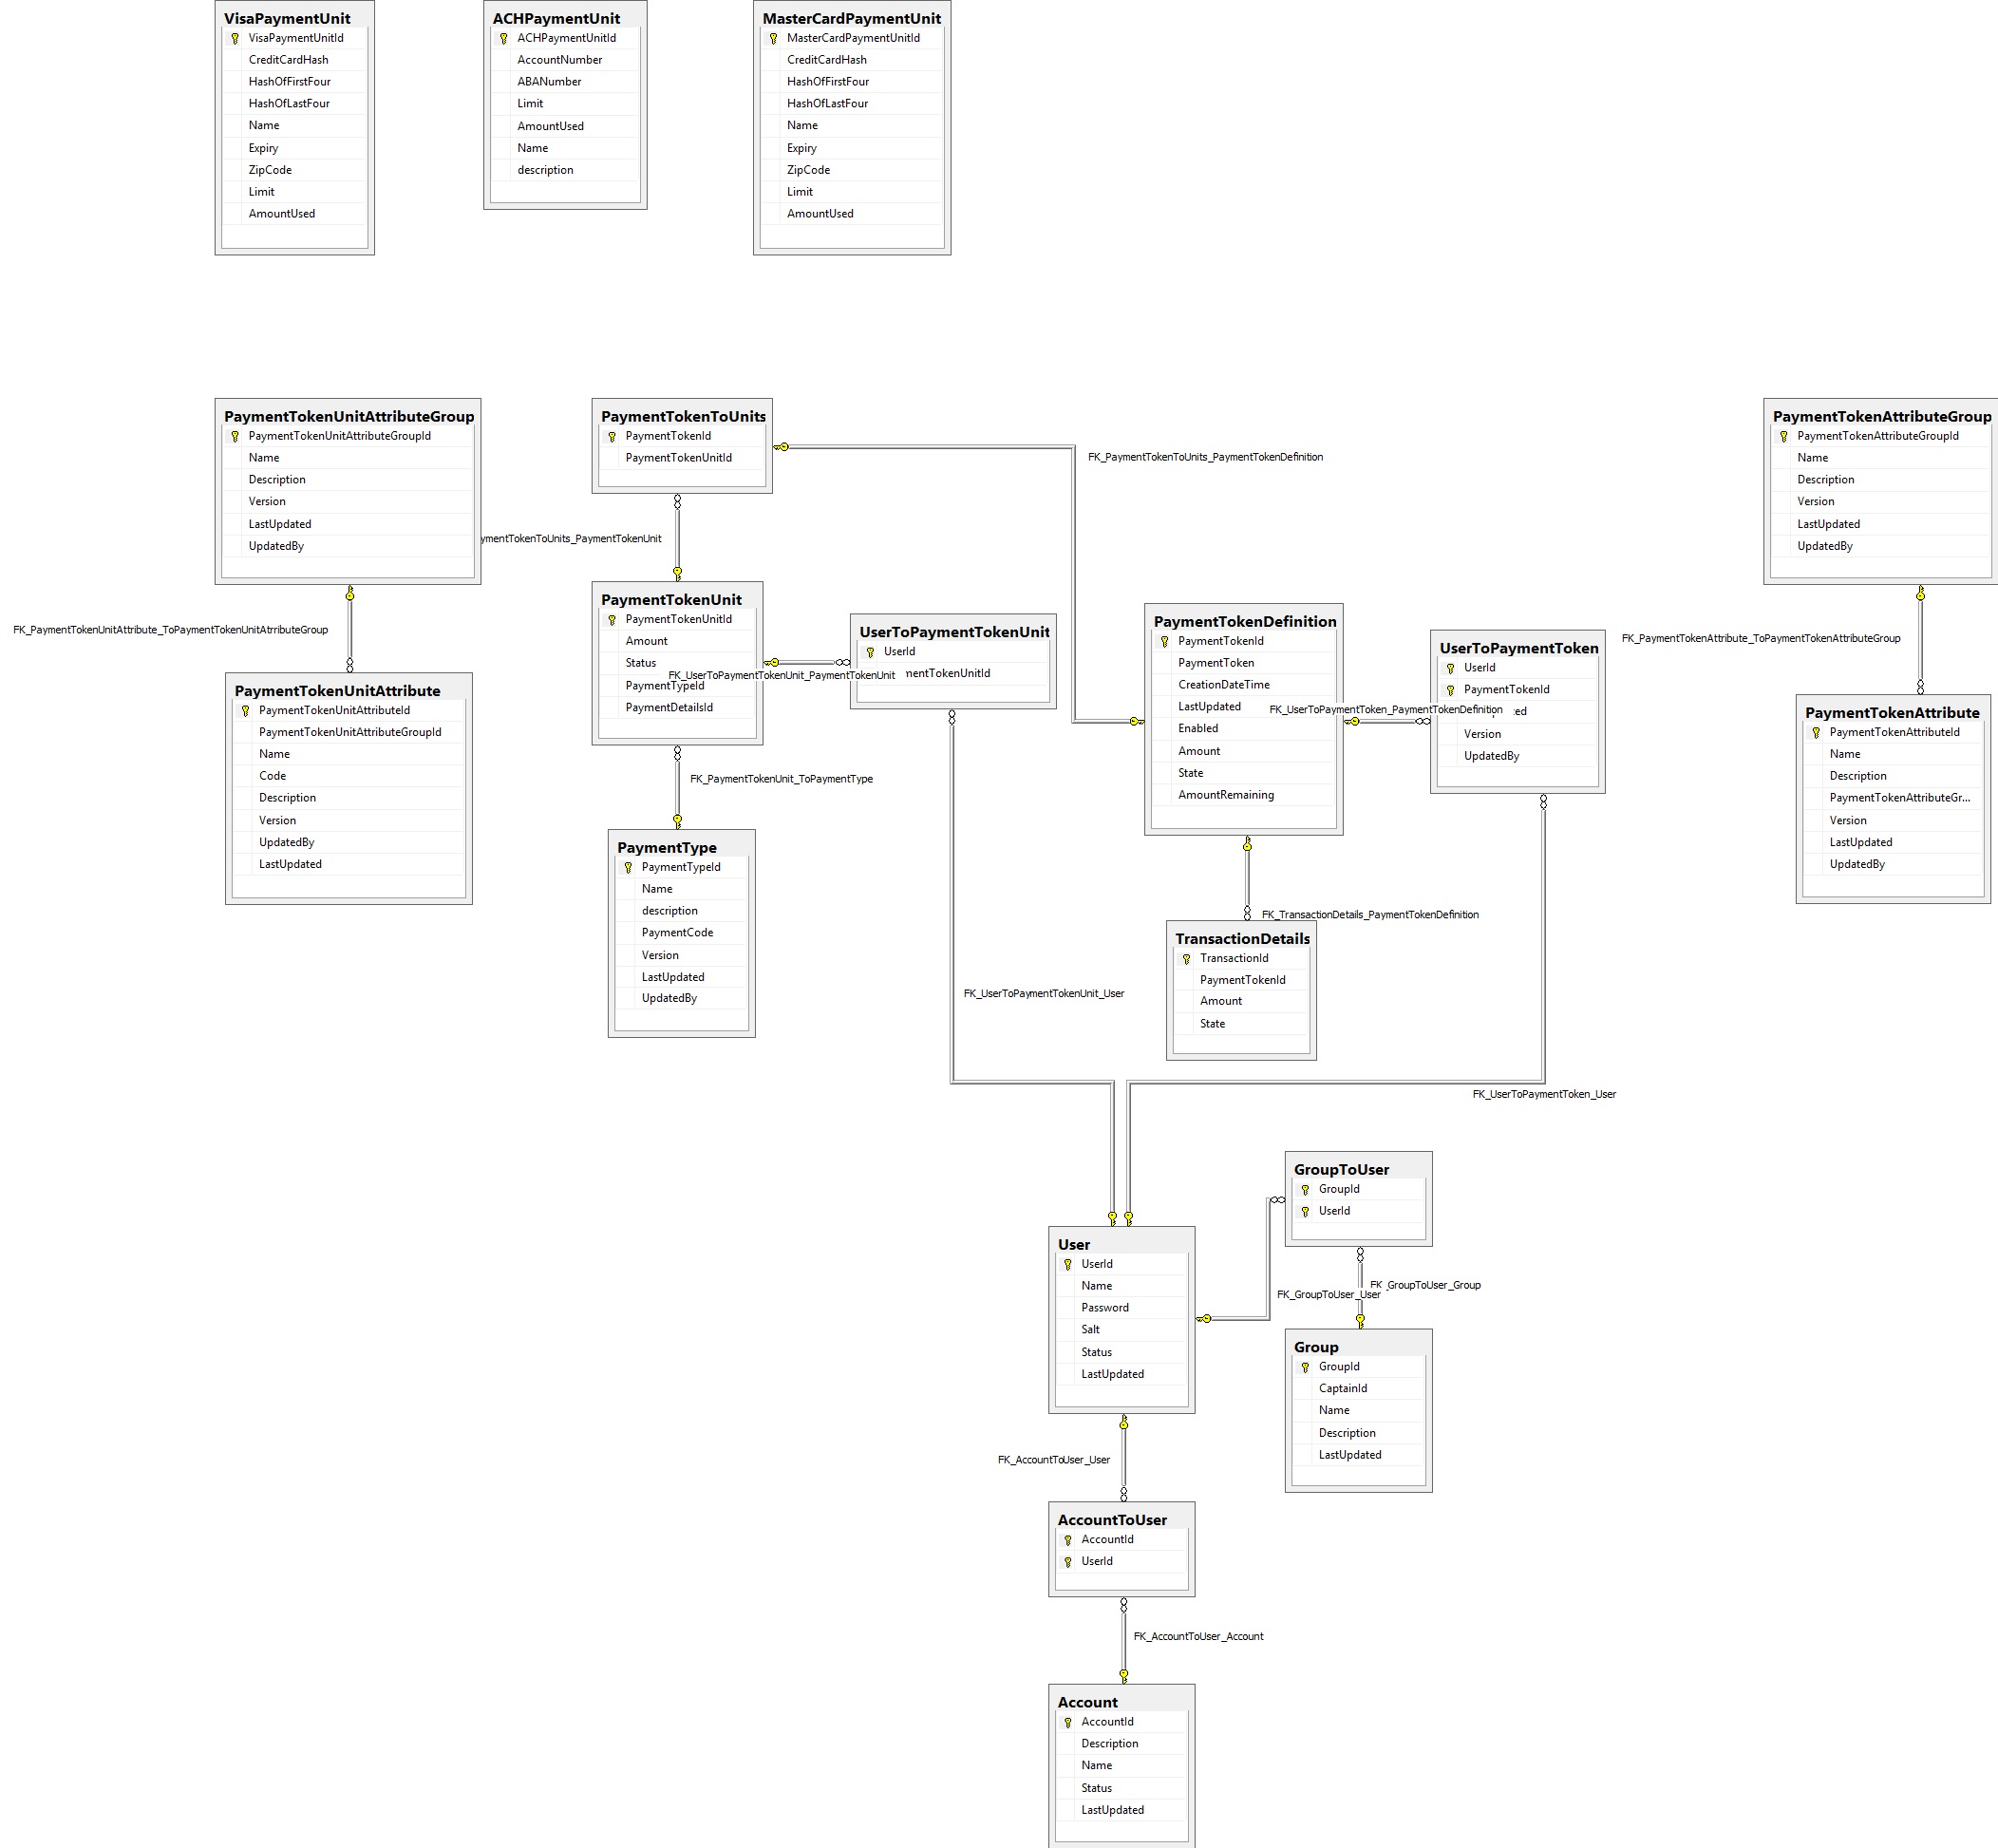 VisaPaymentUnit
VisaPaymentUnitId
CreditCardHash
HashOfFirstFour
HashOfLastFour
Name
Expiry
ZipCode
Limit
AmountUsed
ACHPaymentUnit
ACHPaymentUnitId
AccountNumber
ABANumber
Limit
AmountUsed
Name
description
MasterCardPaymentUnit
MasterCardPaymentUnitId
CreditCardHash
HashOfFirstFour
HashOfLastFour
Name
Expiry
ZipCode
Limit
AmountUsed
PaymentTokenUnitAttributeGroup
PaymentTokenUnitAttributeGroupId
Name
Description
Version
LastUpdated
UpdatedBy
FK_PaymentTokenUnitAttribute_ToPaymentTokenUnitAtrributeGroup
PaymentTokenUnitAttribute
PaymentTokenUnitAttributeId
PaymentTokenUnitAttributeGroupId
Name
Code
Description
Version
UpdatedBy
LastUpdated
PaymentTokenToUnits
PaymentTokenId
PaymentTokenUnitId
ymentTokenToUnits_PaymentTokenUnit
FK_PaymentTokenToUnits_PaymentTokenDefinition
PaymentTokenUnit
PaymentTokenUnitId
Amount
Status
PaymentTypeId
PaymentDetailsId
FK_UserToPaymentTokenUnit_PaymentTokenUnit
UserToPaymentTokenUnit
UserId
mentTokenUnitId
FK_PaymentTokenUnit_ToPaymentType
PaymentType
PaymentTypeId
Name
description
PaymentCode
Version
LastUpdated
UpdatedBy
PaymentTokenDefinition
PaymentTokenId
PaymentToken
CreationDateTime
LastUpdated
Enabled
Amount
State
AmountRemaining
FK_UserToPaymentToken_PaymentTokenDefinition
UserToPaymentToken
UserId
PaymentTokenId
ed
Version
UpdatedBy
PaymentTokenAttributeGroup
PaymentTokenAttributeGroupId
Name
Description
Version
LastUpdated
UpdatedBy
FK_PaymentTokenAttribute_ToPaymentTokenAttributeGroup
PaymentTokenAttribute
PaymentTokenAttributeId
Name
Description
PaymentTokenAttributeGr...
Version
LastUpdated
UpdatedBy
FK_TransactionDetails_PaymentTokenDefinition
TransactionDetails
TransactionId
PaymentTokenId
Amount
State
FK_UserToPaymentTokenUnit_User
FK_UserToPaymentToken_User
GroupToUser
GroupId
UserId
User
UserId
Name
Password
Salt
Status
LastUpdated
FK_GroupToUser_Group
FK_GroupToUser_User
Group
GroupId
CaptainId
Name
Description
LastUpdated
FK_AccountToUser_User
AccountToUser
AccountId
UserId
FK_AccountToUser_Account
Account
AccountId
Description
Name
Status
LastUpdated